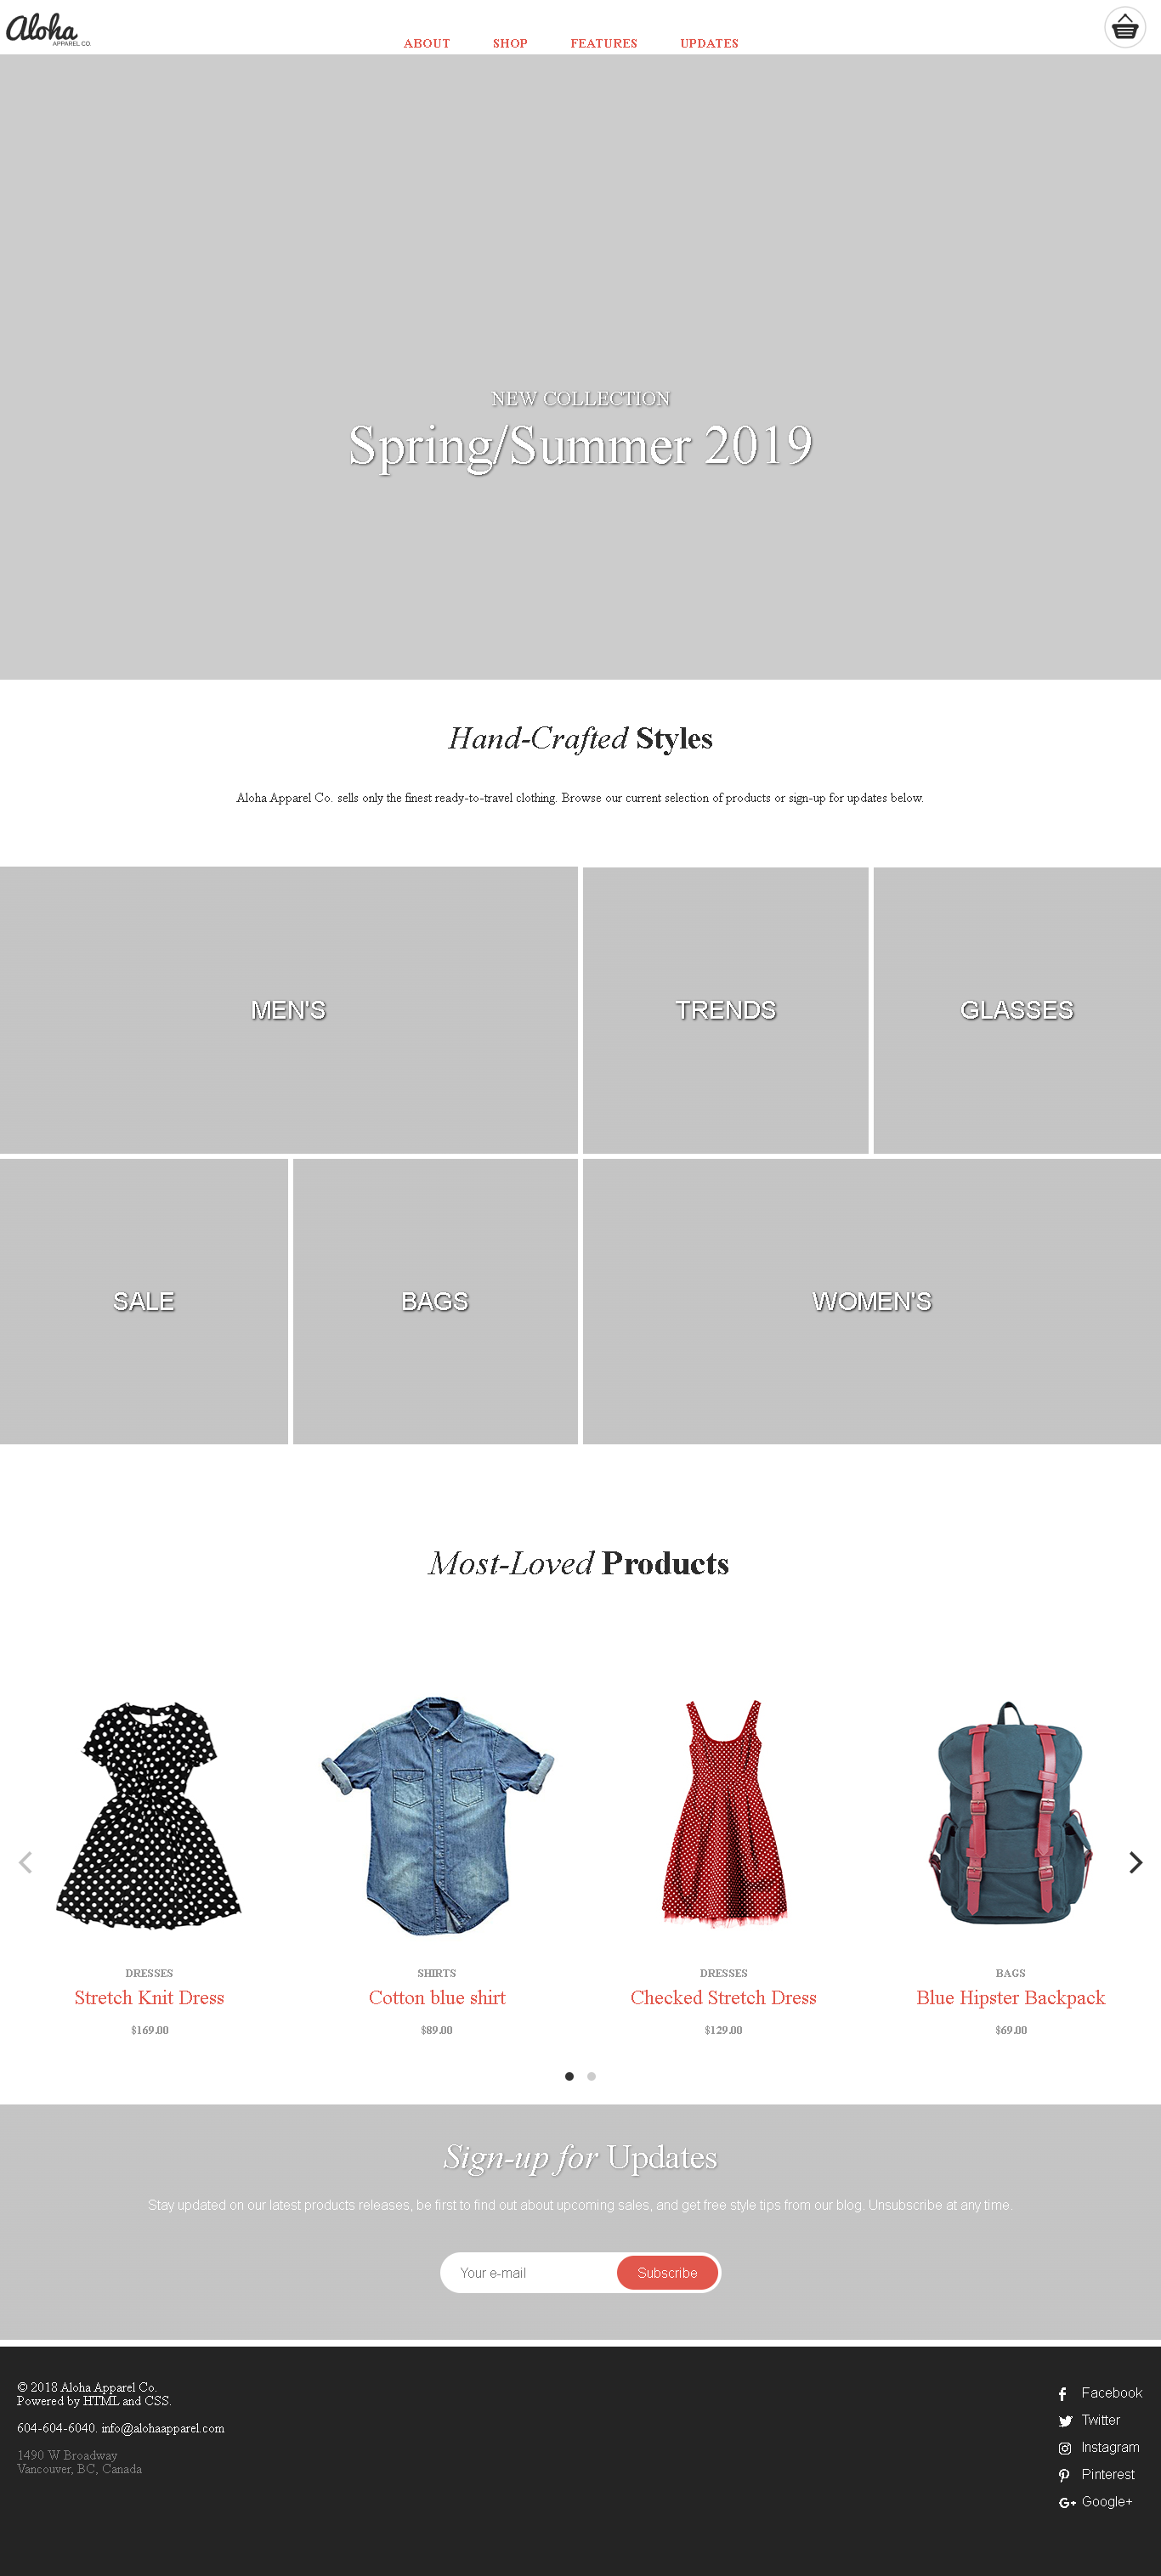 Aloha
APPAREL CO.
ABOUT SHOP FEATURES UPDATES
NEW COLLECTION
Spring/Summer 2019
Hand-Crafted Styles
Aloha Apparel Co. sells only the finest ready-to-travel clothing. Browse our current selection of products or sign-up for updates below.
MEN'S
TRENDS
GLASSES
SALE
BAGS
WOMEN'S
Most-Loved Products
DRESSES
Stretch Knit Dress
$169.00
SHIRTS
Cotton blue shirt
$89.00
DRESSES
Checked Stretch Dress
$129.00
BAGS
Blue Hipster Backpack
$69.00
Sign-up for Updates
Stay updated on our latest products releases, be first to find out about upcoming sales, and get free style tips from our blog. Unsubscribe at any time.
Your e-mail
Subscribe
© 2018 Aloha Apparel Co.
Powered by HTML and CSS.
604-604-6040. info@alohaapparel.com
1490 W Broadway
Vancouver, BC, Canada
Facebook
Twitter
Instagram
Pinterest
Google+